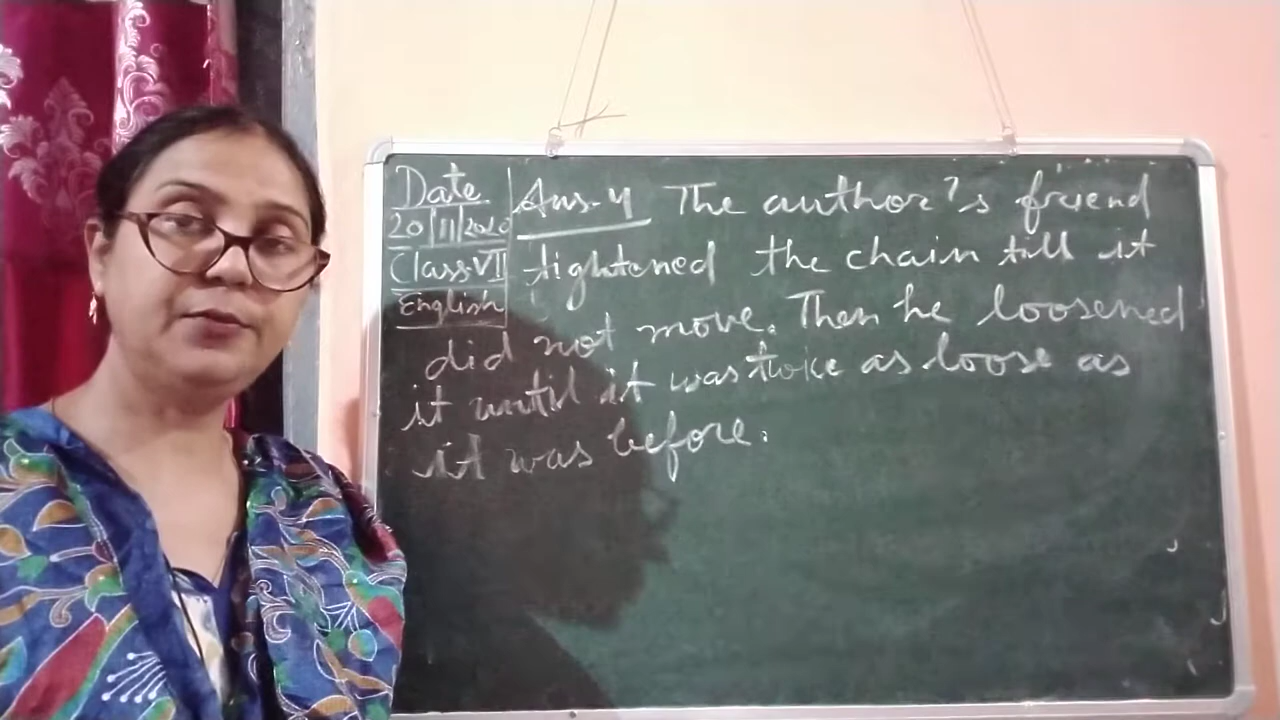 Date
20/11/2020
Class-VII
English
Ans-4 The author's friend
tightened the chain till it
did not move. Then he loosened
it until it was twice as loose as
it was before.